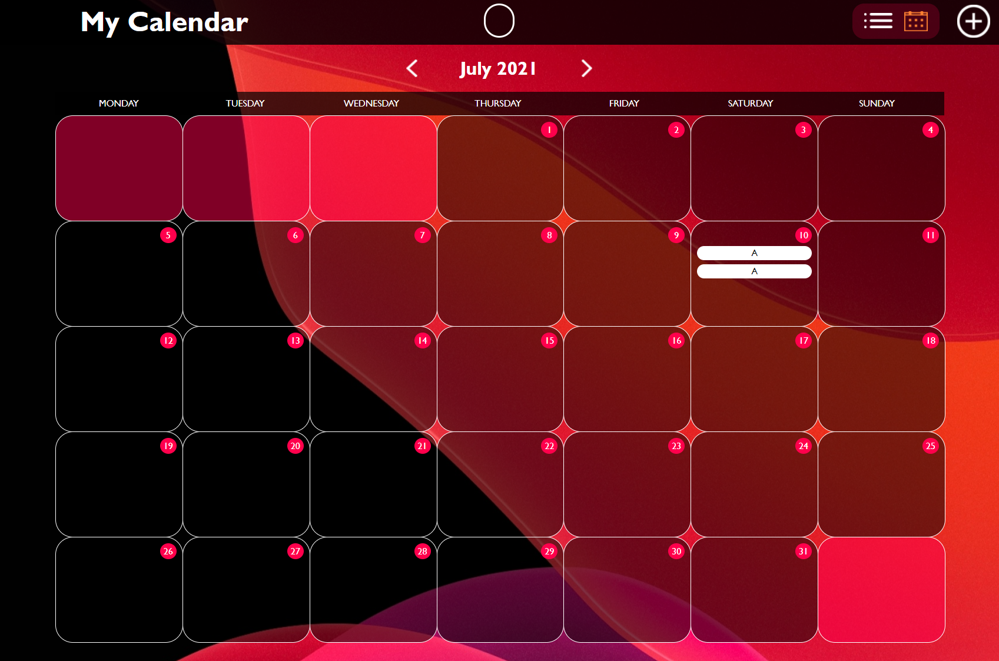 My Calendar
July 2021
MONDAY TUESDAY WEDNESDAY THURSDAY FRIDAY SATURDAY SUNDAY
1 2 3 4
5 6 7 8 9 10 11
A
A
12 13 14 15 16 17 18
19 20 21 22 23 24 25
26 27 28 29 30 31